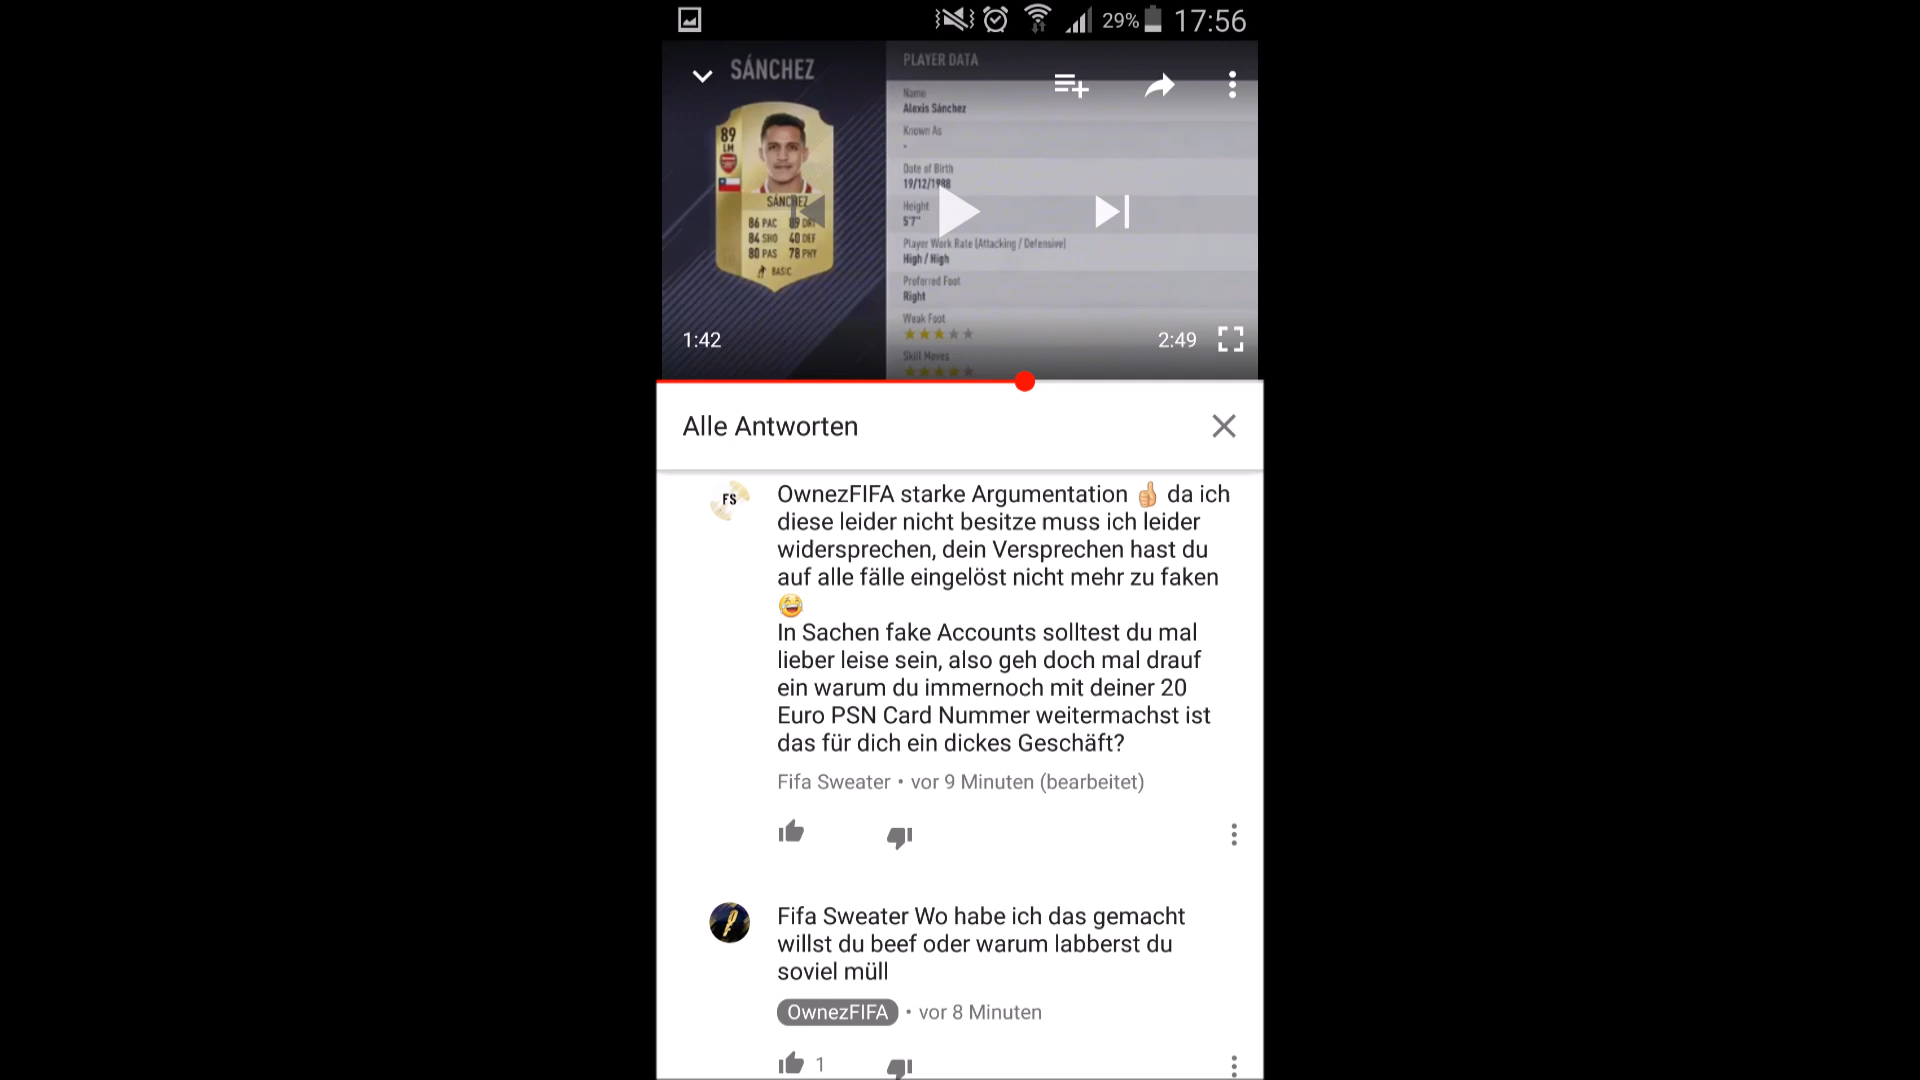 29% 17:56
SÁNCHEZ
PLAYER DATA
Name
Alexis Sánchez
Known As
-
Date of Birth
19/12/1988
Height
5'7"
Player Work Rate (Attacking / Defensive)
High / High
Preferred Foot
Right
Weak Foot
Skill Moves
89
LM
SÁNCHEZ
86 PAC 89 DRI
84 SHO 40 DEF
80 PAS 78 PHY
BASIC
1:42
2:49
Alle Antworten
FS
OwnezFIFA starke Argumentation 👍 da ich
diese leider nicht besitze muss ich leider
widersprechen, dein Versprechen hast du
auf alle fälle eingelöst nicht mehr zu faken
😂
In Sachen fake Accounts solltest du mal
lieber leise sein, also geh doch mal drauf
ein warum du immernoch mit deiner 20
Euro PSN Card Nummer weitermachst ist
das für dich ein dickes Geschäft?
Fifa Sweater • vor 9 Minuten (bearbeitet)
Fifa Sweater Wo habe ich das gemacht
willst du beef oder warum labberst du
soviel müll
OwnezFIFA • vor 8 Minuten
1